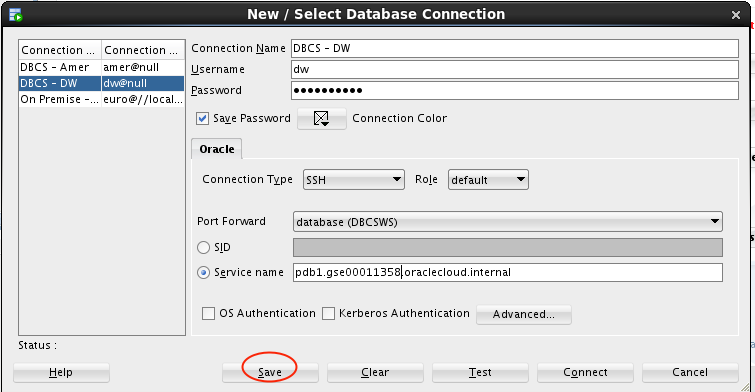 New / Select Database Connection
Connection ... Connection ...
DBCS - Amer amer@null
DBCS - DW dw@null
On Premise -... euro@//local...
Connection Name DBCS - DW
Username dw
Password ●●●●●●●●●●
Save Password Connection Color
Oracle
Connection Type SSH Role default
Port Forward database (DBCSWS)
SID
Service name pdb1.gse00011358.oraclecloud.internal
OS Authentication Kerberos Authentication Advanced...
Status :
Help Save Clear Test Connect Cancel